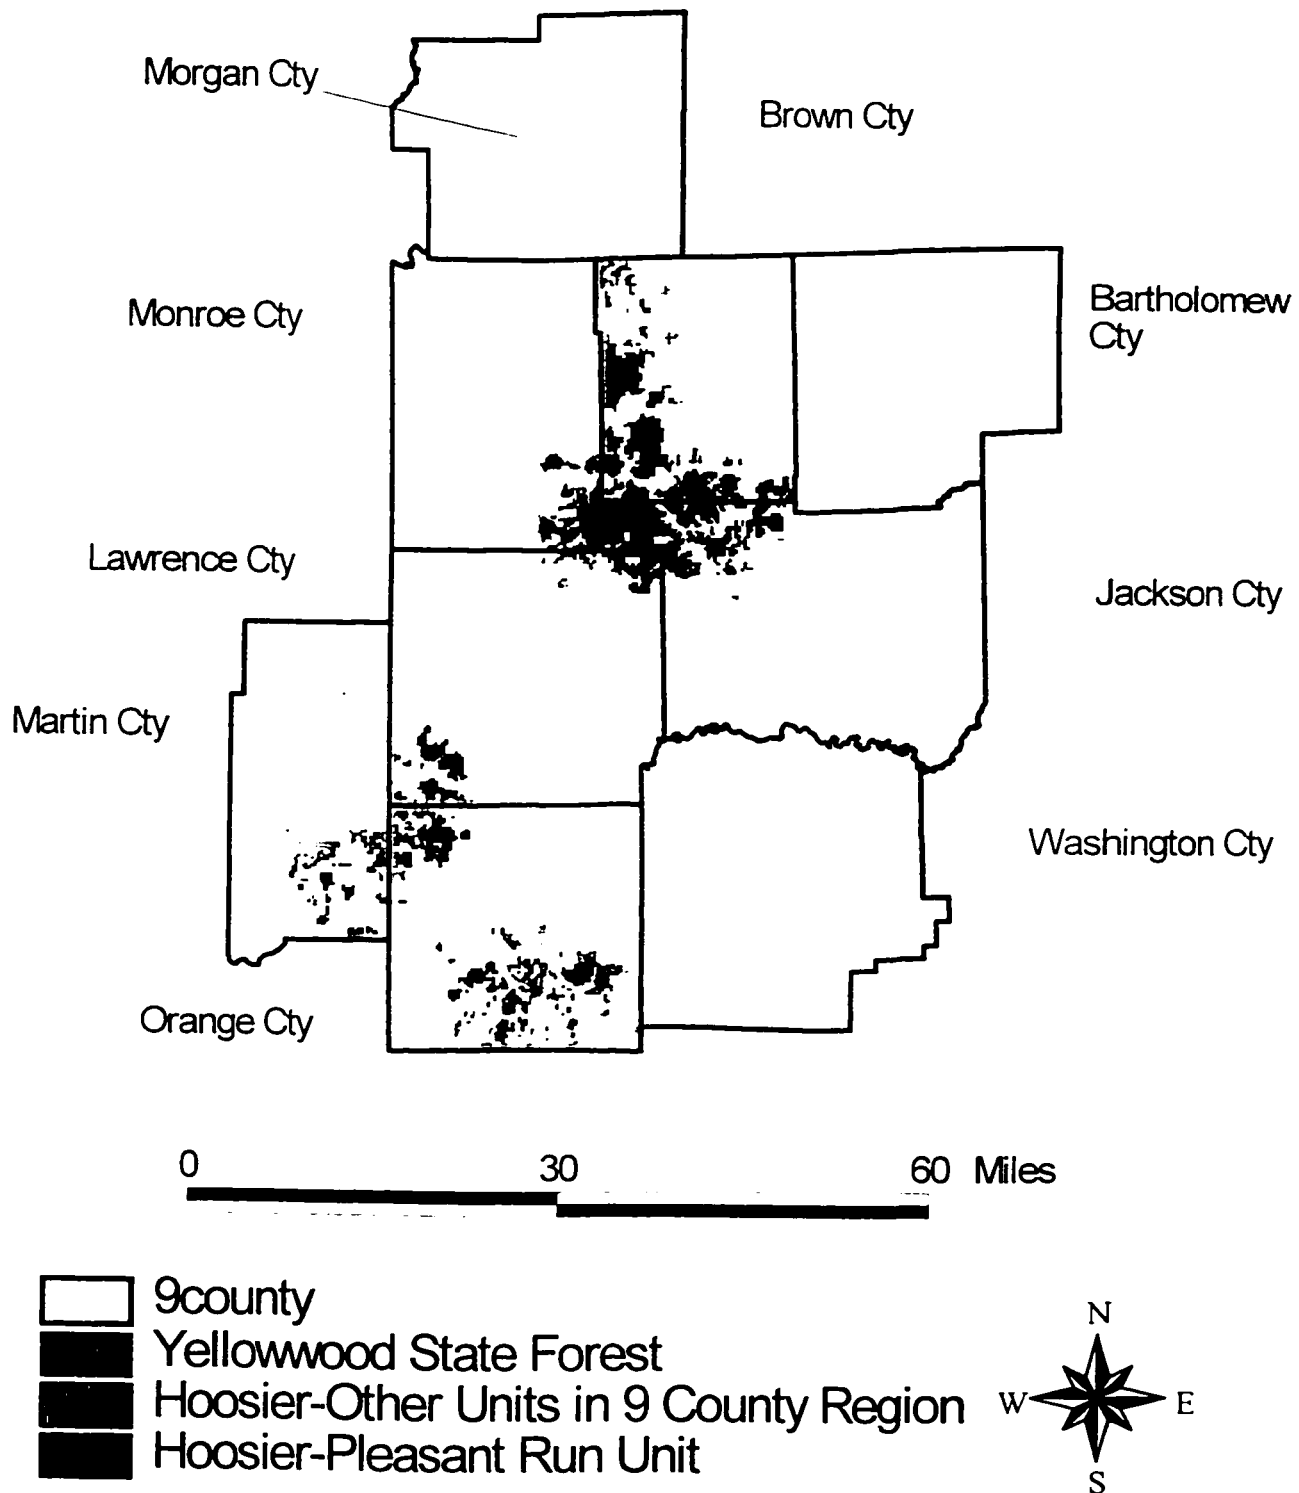 Morgan Cty
Brown Cty
Monroe Cty
Bartholomew
Cty
Lawrence Cty
Jackson Cty
Martin Cty
Washington Cty
Orange Cty
0 30 60 Miles
9county
Yellowwood State Forest
Hoosier-Other Units in 9 County Region
Hoosier-Pleasant Run Unit
N
W E
S